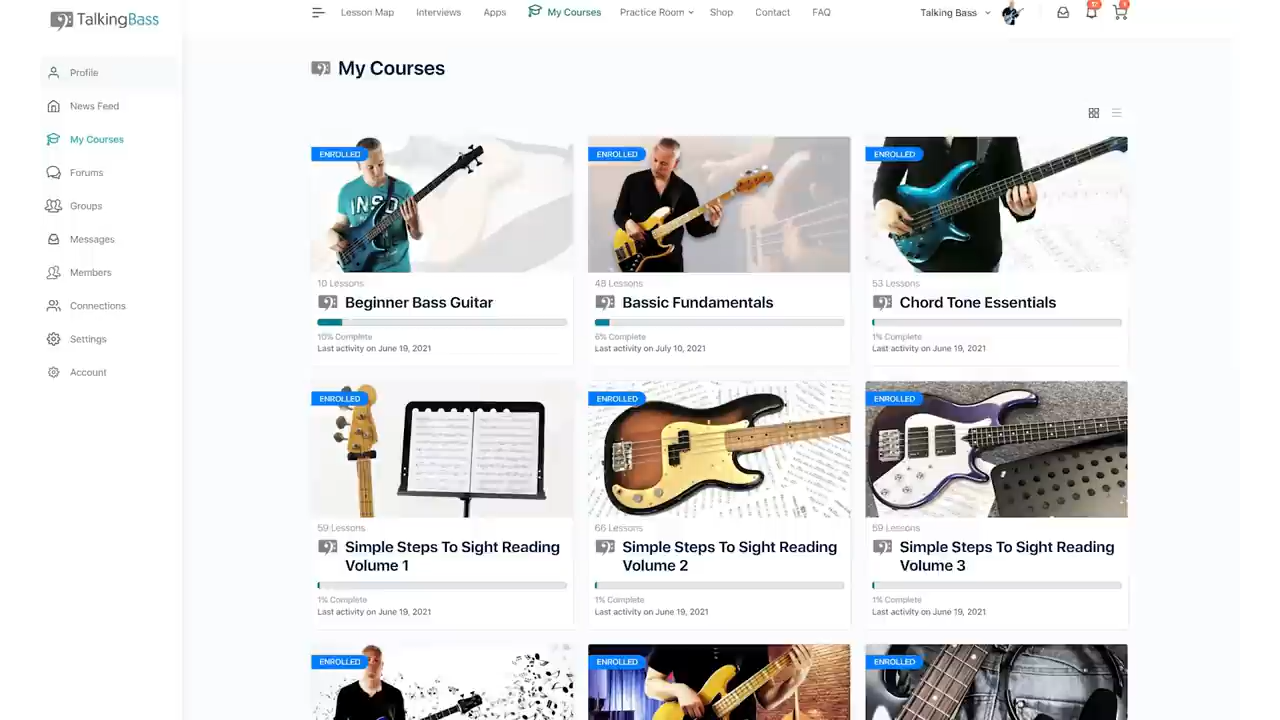 TalkingBass
Lesson Map Interviews Apps My Courses Practice Room Shop Contact FAQ Talking Bass
Profile
News Feed
My Courses
Forums
Groups
Messages
Members
Connections
Settings
Account
My Courses
ENROLLED
INSD
10 Lessons
Beginner Bass Guitar
10% Complete
Last activity on June 19, 2021
ENROLLED
48 Lessons
Bassic Fundamentals
6% Complete
Last activity on July 10, 2021
ENROLLED
53 Lessons
Chord Tone Essentials
1% Complete
Last activity on June 19, 2021
ENROLLED
59 Lessons
Simple Steps To Sight Reading
Volume 1
1% Complete
Last activity on June 19, 2021
ENROLLED
66 Lessons
Simple Steps To Sight Reading
Volume 2
1% Complete
Last activity on June 19, 2021
ENROLLED
59 Lessons
Simple Steps To Sight Reading
Volume 3
1% Complete
Last activity on June 19, 2021
ENROLLED
ENROLLED
ENROLLED